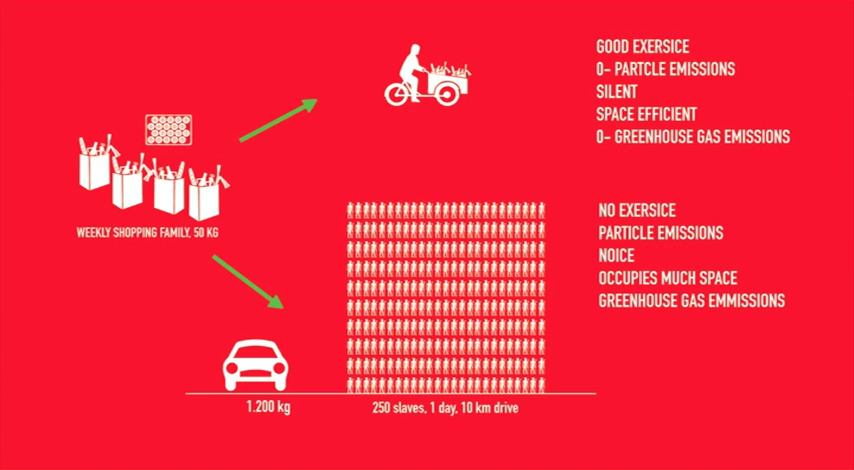 GOOD EXERSICE
0- PARTCLE EMISSIONS
SILENT
SPACE EFFICIENT
0- GREENHOUSE GAS EMISSIONS
WEEKLY SHOPPING FAMILY, 50 KG
NO EXERSICE
PARTICLE EMISSIONS
NOICE
OCCUPIES MUCH SPACE
GREENHOUSE GAS EMMISSIONS
1.200 kg
250 slaves, 1 day, 10 km drive